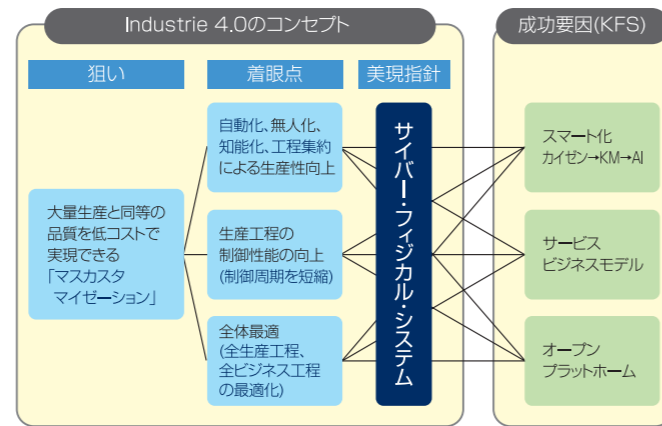 Industrie 4.0のコンセプト
狙い
着眼点
美現指針
大量生産と同等の
品質を低コストで
実現できる
「マスカスタ
マイゼーション」
自動化、無人化、
知能化、工程集約
による生産性向上
生産工程の
制御性能の向上
(制御周期を短縮)
全体最適
(全生産工程、
全ビジネス工程
の最適化)
サイバー・フィジカル・システム
成功要因(KFS)
スマート化
カイゼン→KM→AI
サービス
ビジネスモデル
オープン
プラットホーム